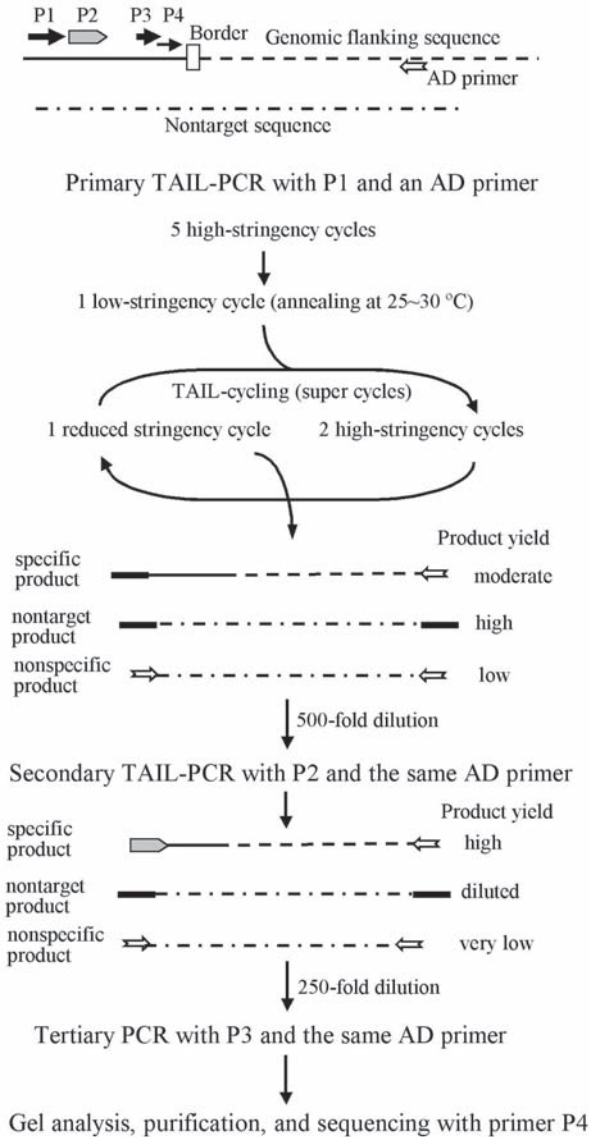 P1 P2 P3 P4
Border
Genomic flanking sequence
AD primer
Nontarget sequence
Primary TAIL-PCR with P1 and an AD primer
5 high-stringency cycles
1 low-stringency cycle (annealing at 25~30 °C)
TAIL-cycling (super cycles)
1 reduced stringency cycle 2 high-stringency cycles
Product yield
specific
product
moderate
nontarget
product
high
nonspecific
product
low
500-fold dilution
Secondary TAIL-PCR with P2 and the same AD primer
Product yield
specific
product
high
nontarget
product
diluted
nonspecific
product
very low
250-fold dilution
Tertiary PCR with P3 and the same AD primer
Gel analysis, purification, and sequencing with primer P4